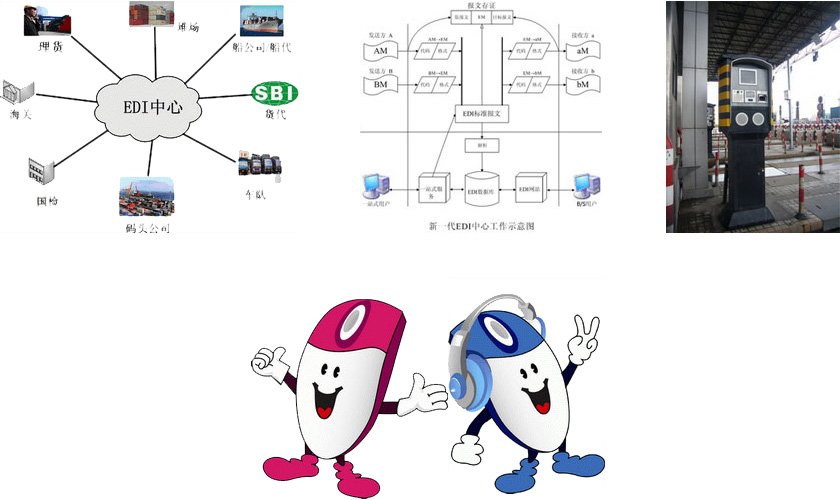 理货
堆场
船公司/船代
海关
EDI中心
SBI
货代
国检
车队
码头公司
报文存证
发送文
EM
目标报文
发送方 A
AM→EM
EM→aM
接收方 a
AM
代码
格式
代码
格式
aM
发送方 B
BM→EM
EM→bM
接收方 b
BM
代码
格式
代码
格式
bM
EDI标准报文
一站式服务
EDI数据库
EDI网站
一站式用户
B/S用户
新一代EDI中心工作示意图